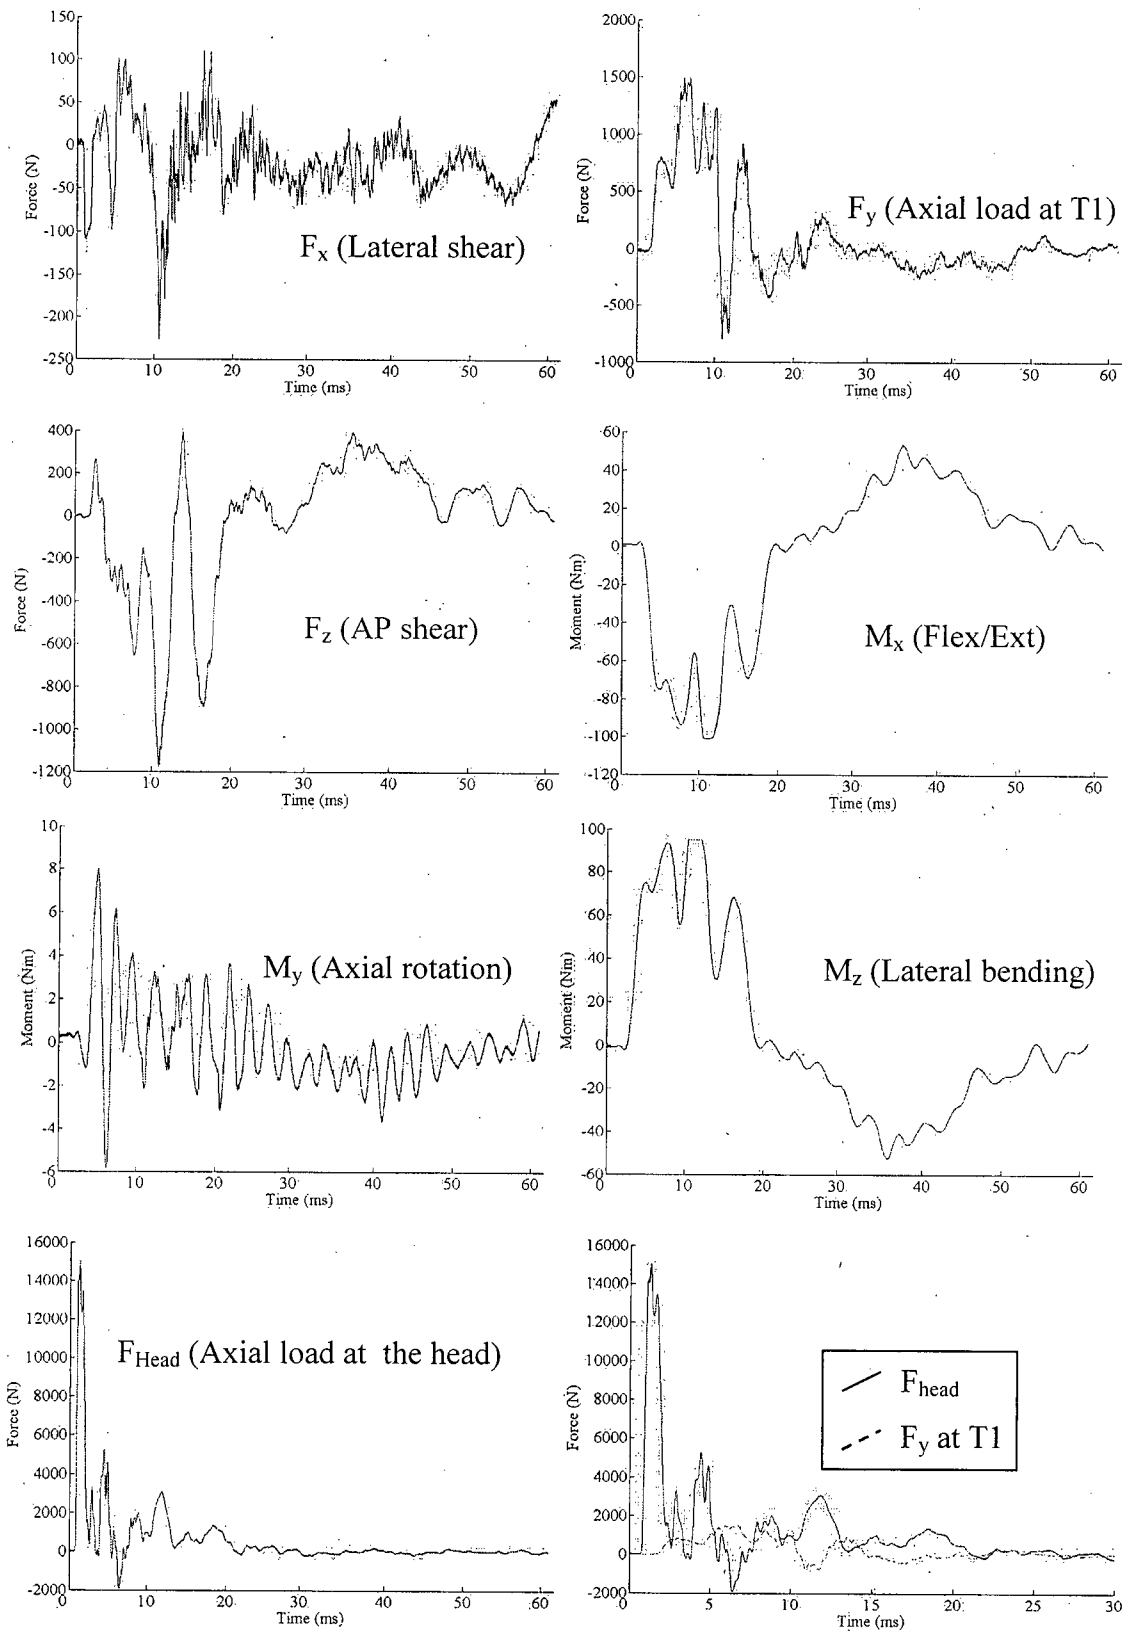 150
100
50
0
-50
-100
-150
-200
-250
Force (N)
0 10 20 30 40 50 60
Time (ms)
Fx (Lateral shear)
2000
1500
1000
500
0
-500
-1000
Force (N)
0 10 20 30 40 50 60
Time (ms)
Fy (Axial load at T1)
400
200
0
-200
-400
-600
-800
-1000
-1200
Force (N)
0 10 20 30 40 50 60
Time (ms)
Fz (AP shear)
60
40
20
0
-20
-40
-60
-80
-100
-120
Moment (Nm)
0 10 20 30 40 50 60
Time (ms)
Mx (Flex/Ext)
10
8
6
4
2
0
-2
-4
-6
Moment (Nm)
0 10 20 30 40 50 60
Time (ms)
My (Axial rotation)
100
80
60
40
20
0
-20
-40
-60
Moment (Nm)
0 10 20 30 40 50 60
Time (ms)
Mz (Lateral bending)
16000
14000
12000
10000
8000
6000
4000
2000
0
-2000
Force (N)
0 10 20 30 40 50 60
Time (ms)
FHead (Axial load at the head)
16000
14000
12000
10000
8000
6000
4000
2000
0
-2000
Force (N)
0 5 10 15 20 25 30
Time (ms)
Fhead
Fy at T1